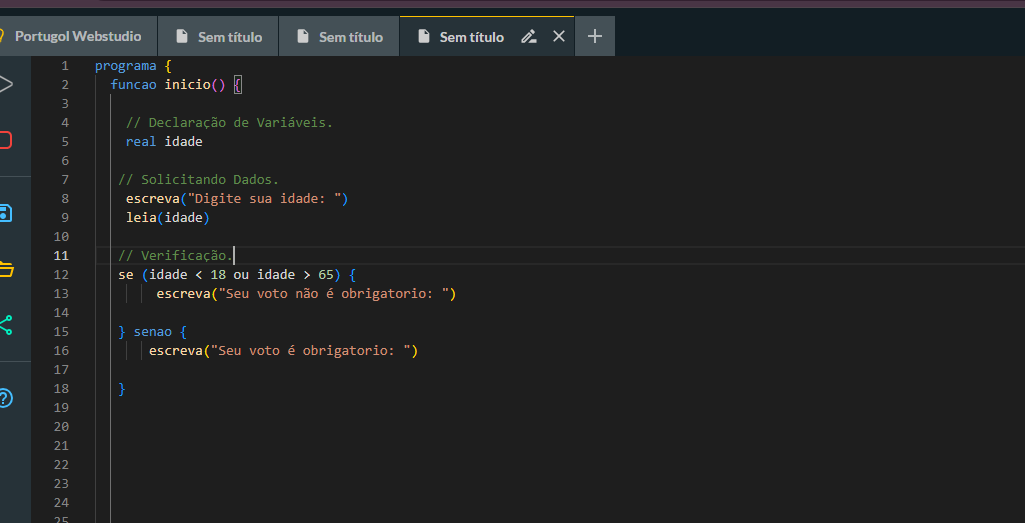 Portugol Webstudio Sem título Sem título Sem título
1 programa {
2 funcao inicio() {
3
4 // Declaração de Variáveis.
5 real idade
6
7 // Solicitando Dados.
8 escreva("Digite sua idade: ")
9 leia(idade)
10
11 // Verificação.
12 se (idade < 18 ou idade > 65) {
13 escreva("Seu voto não é obrigatorio: ")
14
15 } senao {
16 escreva("Seu voto é obrigatorio: ")
17
18 }
19
20
21
22
23
24
25